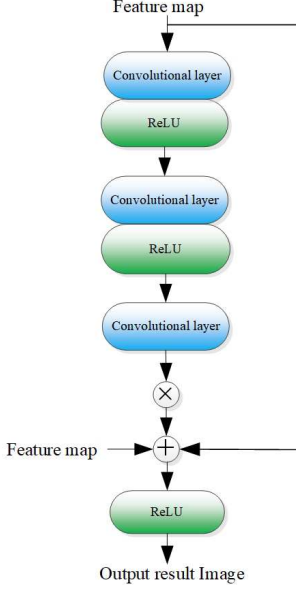 Feature map
Convolutional layer
ReLU
Convolutional layer
ReLU
Convolutional layer
×
Feature map
+
ReLU
Output result Image